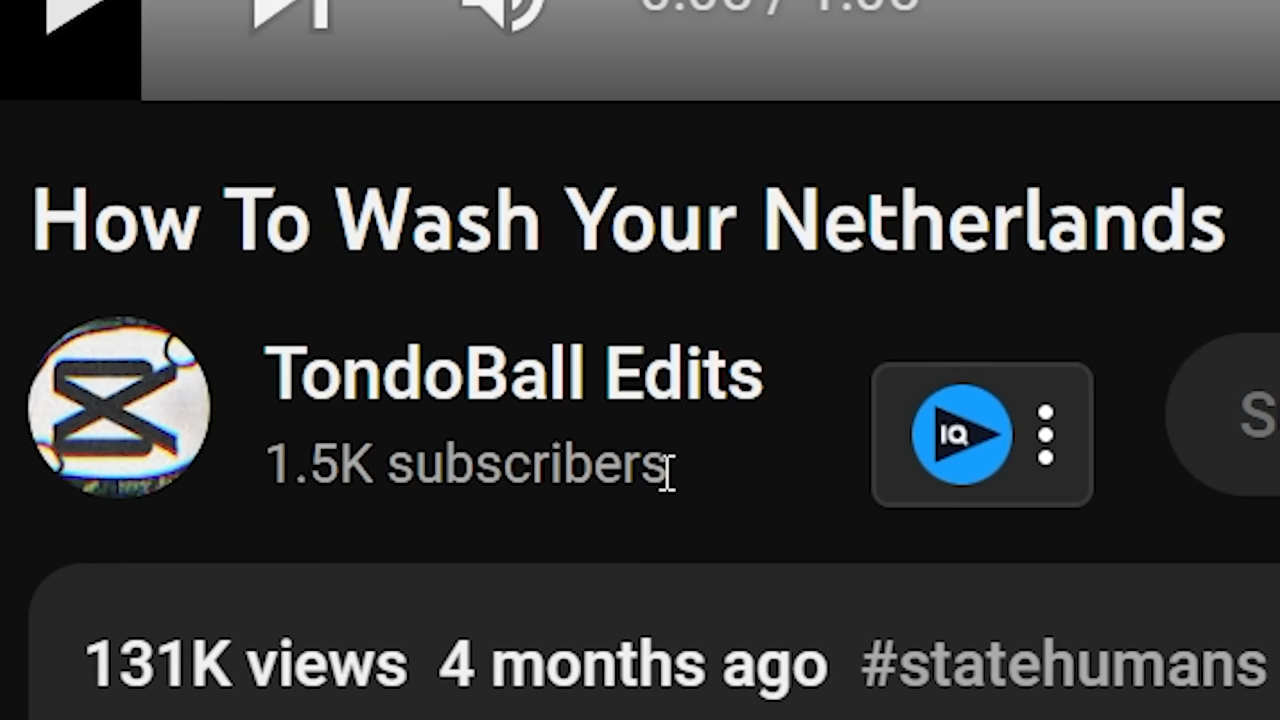 How To Wash Your Netherlands
TondoBall Edits
1.5K subscribers
IQ
131K views 4 months ago #statehumans